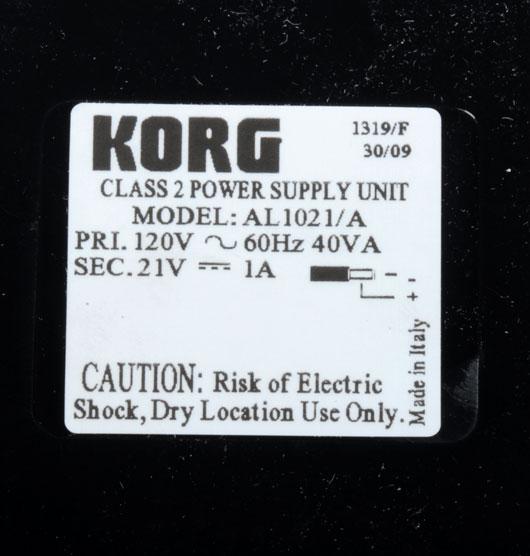 KORG
1319/F
30/09
CLASS 2 POWER SUPPLY UNIT
MODEL: AL1021/A
PRI. 120V ~ 60Hz 40VA
SEC. 21V ⎓ 1A
- -
+
CAUTION: Risk of Electric
Shock, Dry Location Use Only.
Made in Italy